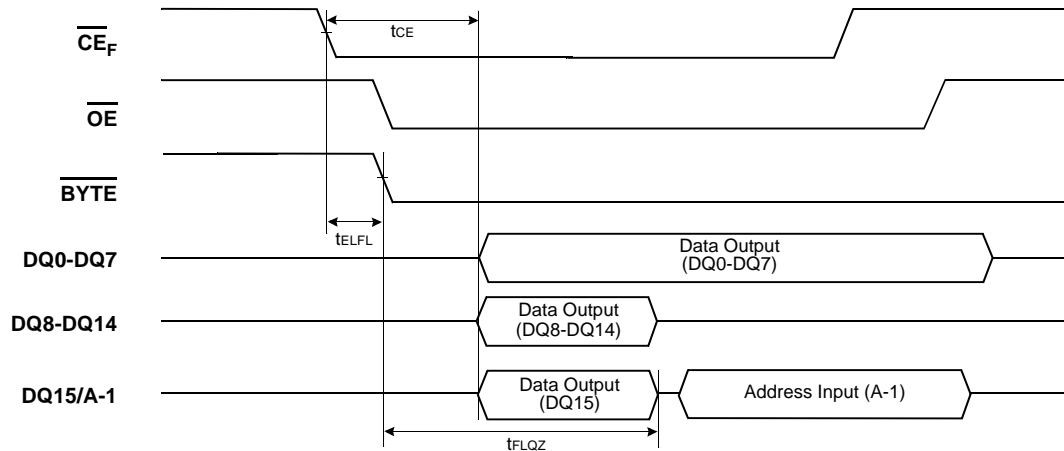 CEF
tCE
OE
BYTE
tELFL
DQ0-DQ7
Data Output
(DQ0-DQ7)
DQ8-DQ14
Data Output
(DQ8-DQ14)
DQ15/A-1
Data Output
(DQ15)
Address Input (A-1)
tFLQZ